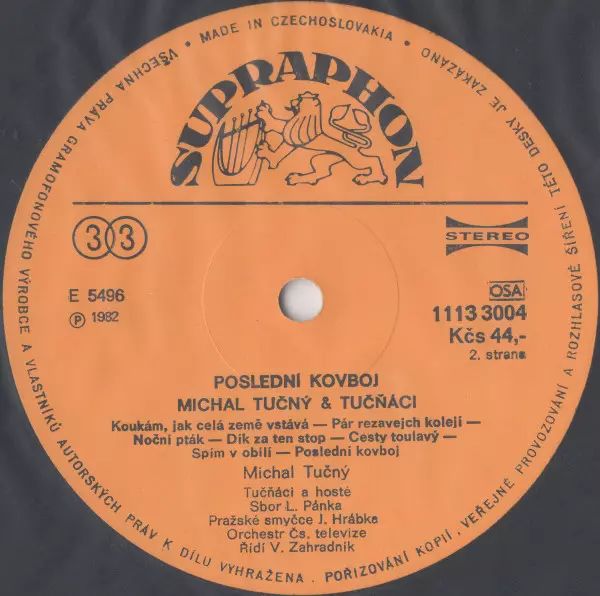 VŠECHNA PRÁVA GRAMOFONOVÉHO VÝROBCE A VLASTNÍKŮ AUTORSKÝCH PRÁV K DÍLU VYHRAŽENA . POŘIZOVÁNÍ KOPIÍ , VEŘEJNÉ PROVOZOVÁNÍ A ROZHLASOVÉ ŠÍŘENÍ TÉTO DESKY JE ZAKÁZÁNO
• MADE IN CZECHOSLOVAKIA •
SUPRAPHON
33
STEREO
E 5496
Ⓟ 1982
OSA
1113 3004
Kčs 44,-
2. strana
POSLEDNÍ KOVBOJ
MICHAL TUČNÝ & TUČŇÁCI
Koukám, jak celá země vstává — Pár rezavejch kolejí —
Noční pták — Dík za ten stop — Cesty toulavý —
Spím v obilí — Poslední kovboj
Michal Tučný
Tučňáci a hosté
Sbor L. Pánka
Pražské smyčce J. Hrábka
Orchestr Čs. televize
Řídí V. Zahradník